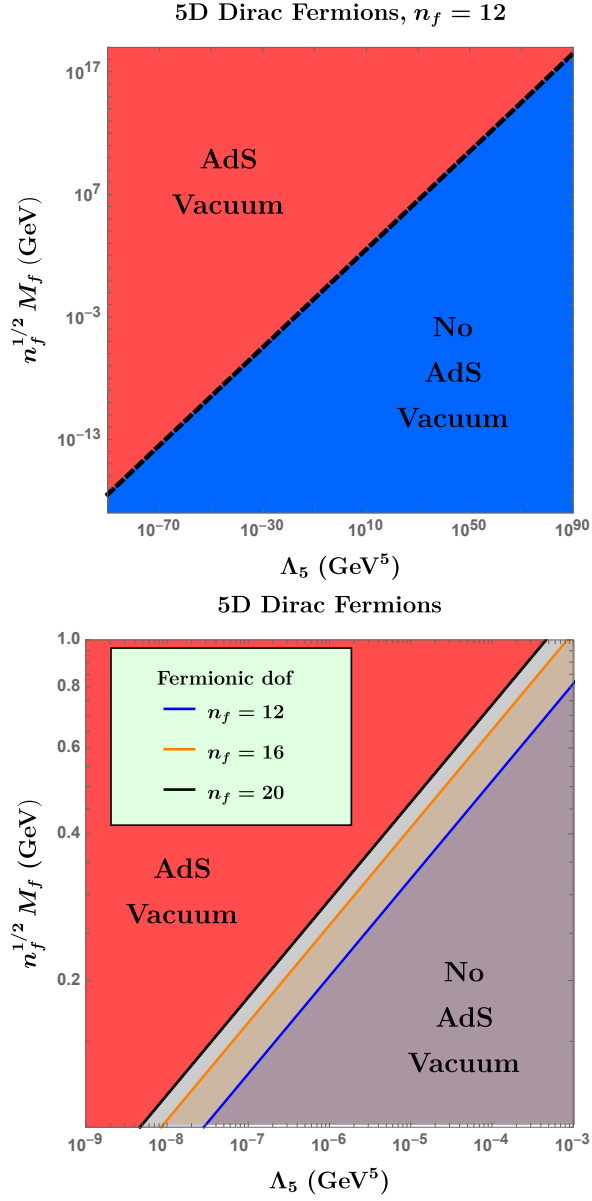 5D Dirac Fermions, n_f = 12
10^17
10^7
10^−3
10^−13
n_f^{1/2} M_f (GeV)
AdS
Vacuum
No
AdS
Vacuum
10^−70 10^−30 10^10 10^50 10^90
Λ_5 (GeV^5)
5D Dirac Fermions
1.0
0.8
0.6
0.4
0.2
n_f^{1/2} M_f (GeV)
Fermionic dof
n_f = 12
n_f = 16
n_f = 20
AdS
Vacuum
No
AdS
Vacuum
10^−9 10^−8 10^−7 10^−6 10^−5 10^−4 10^−3
Λ_5 (GeV^5)